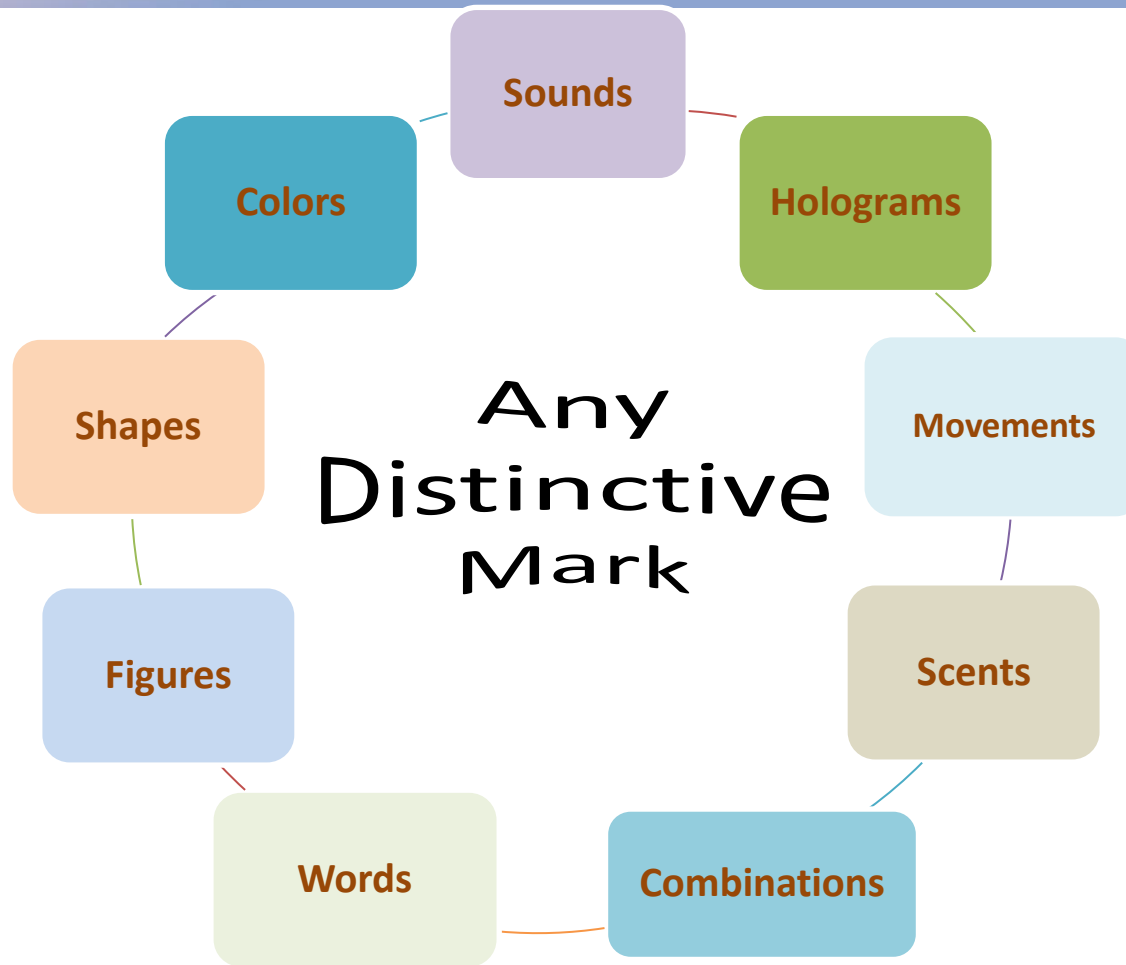 Sounds
Colors
Holograms
Shapes
Any
Distinctive
Mark
Movements
Figures
Scents
Words
Combinations